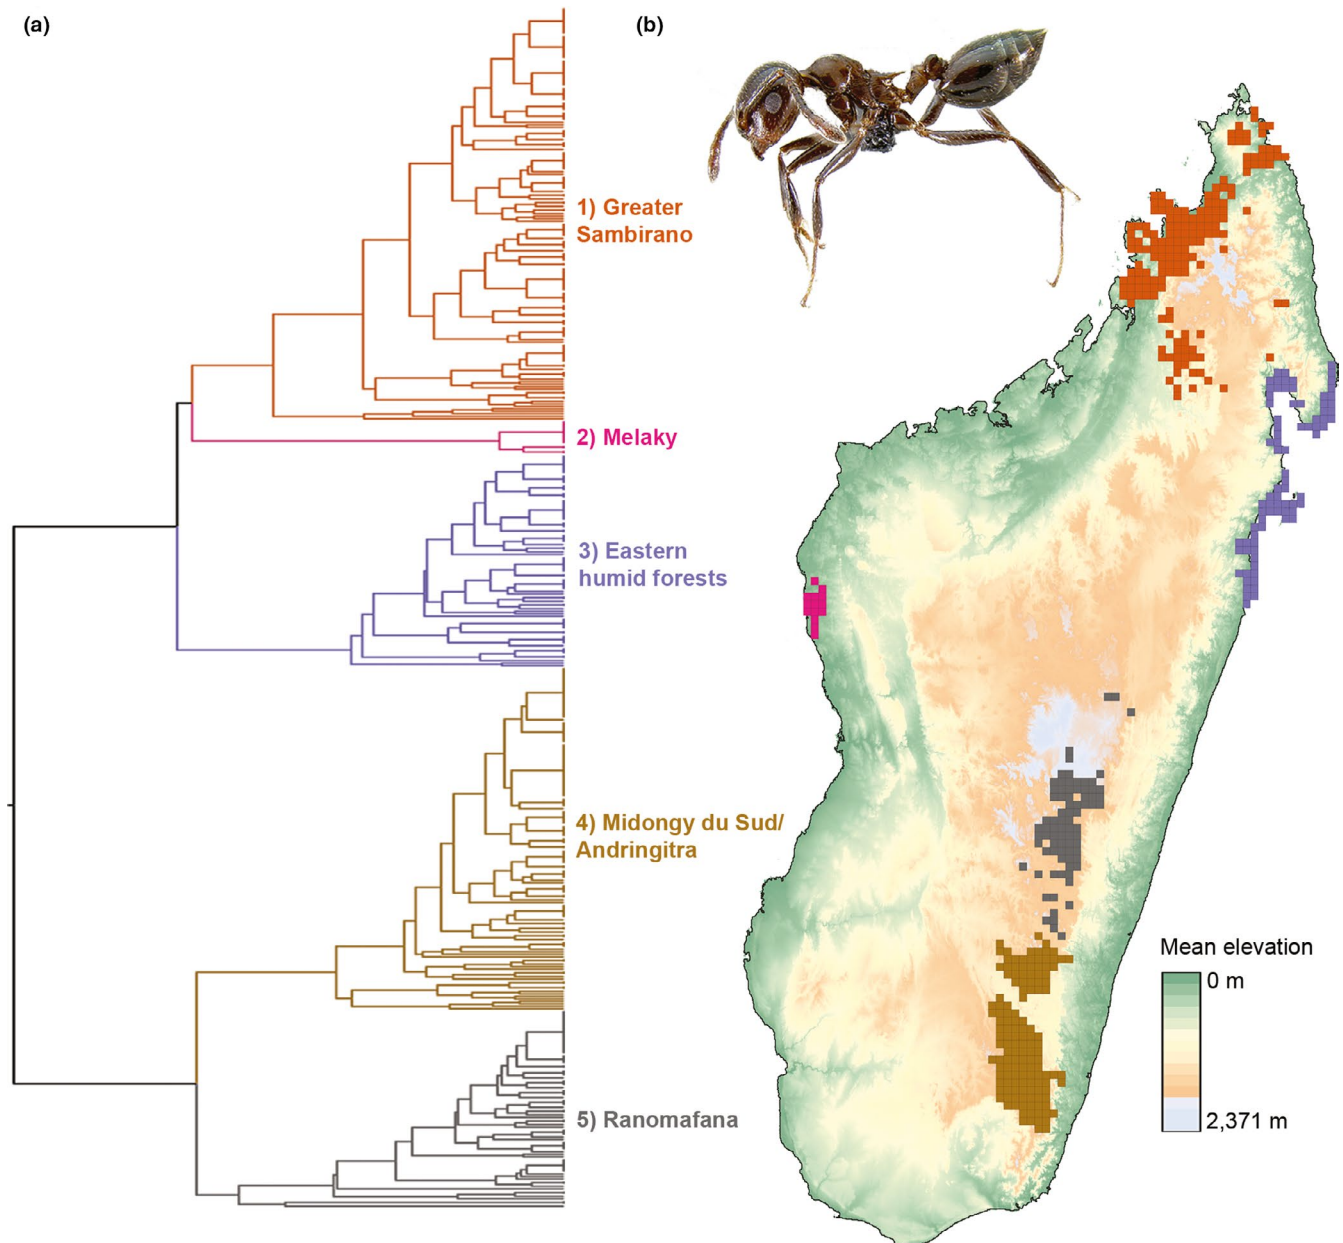 (a)
(b)
1) Greater
Sambirano
2) Melaky
3) Eastern
humid forests
4) Midongy du Sud/
Andringitra
5) Ranomafana
Mean elevation
0 m
2,371 m